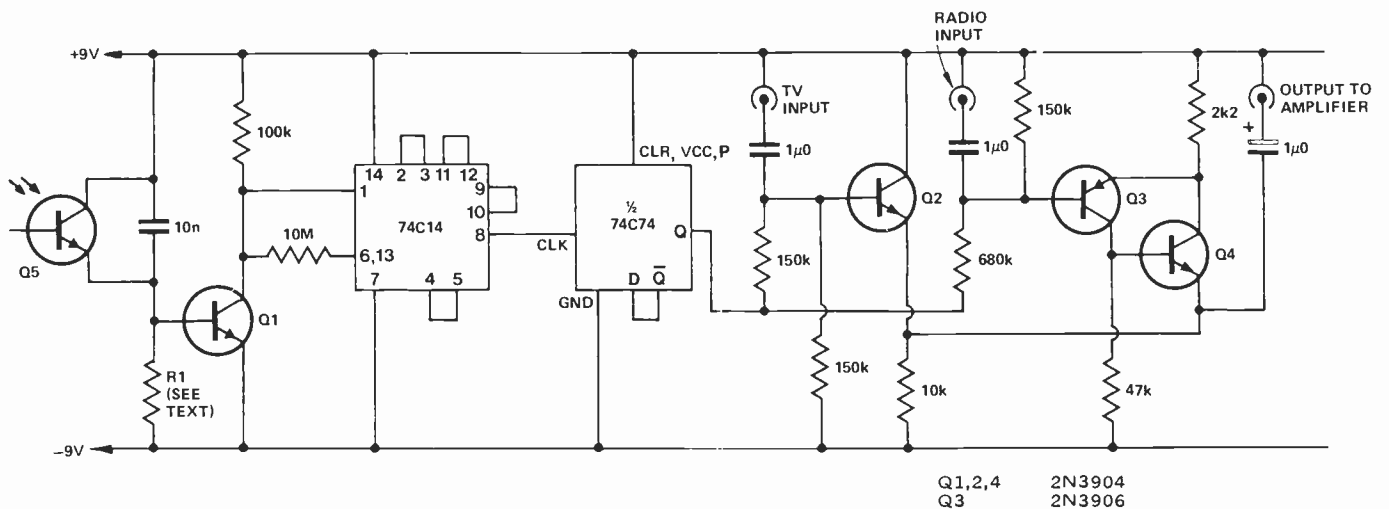 RADIO
INPUT
+9V
TV
INPUT
OUTPUT TO
AMPLIFIER
100k
150k
2k2
+
1µ0
1µ0
1µ0
CLR, VCC, P
14 2 3 11 12
1
9
10
74C14
8
10M
6,13
7 4 5
½
74C74
Q
CLK
D Q̅
GND
Q5
10n
Q1
Q2
Q3
Q4
150k
680k
R1
(SEE
TEXT)
150k
10k
47k
−9V
Q1,2,4 2N3904
Q3 2N3906